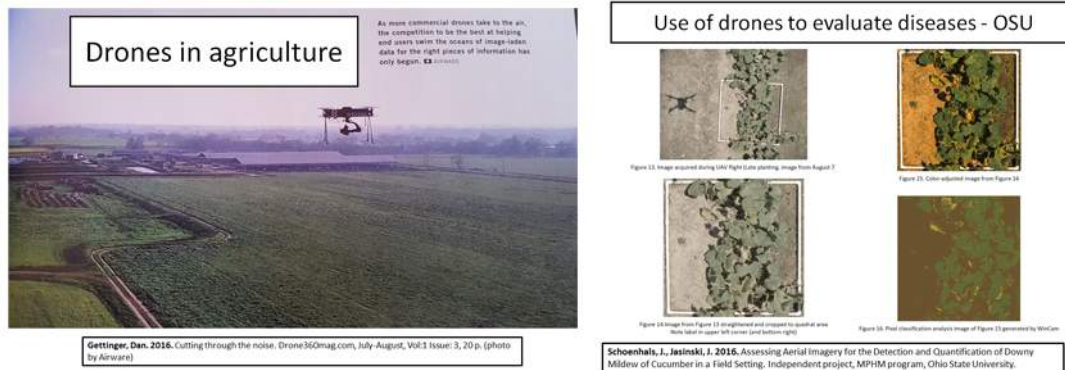 Drones in agriculture
As more commercial drones take to the air,
the competition to be the best at helping
end users swim the oceans of image-laden
data for the right pieces of information has
only begun. AIRWARE
Gettinger, Dan. 2016. Cutting through the noise. Drone360mag.com, July-August, Vol:1 Issue: 3, 20 p. (photo
by Airware)
Use of drones to evaluate diseases - OSU
Figure 13. Image acquired during UAV flight (Late planting, image from August 7
Figure 15. Color-adjusted image from Figure 14
Figure 14 Image from Figure 13 straightened and cropped to quadrat area
Note label in upper left corner (and bottom right)
Figure 16. Pixel classification analysis image of Figure 15 generated by WinCam
Schoenhals, J., Jasinski, J. 2016. Assessing Aerial Imagery for the Detection and Quantification of Downy
Mildew of Cucumber in a Field Setting. Independent project, MPHM program, Ohio State University.